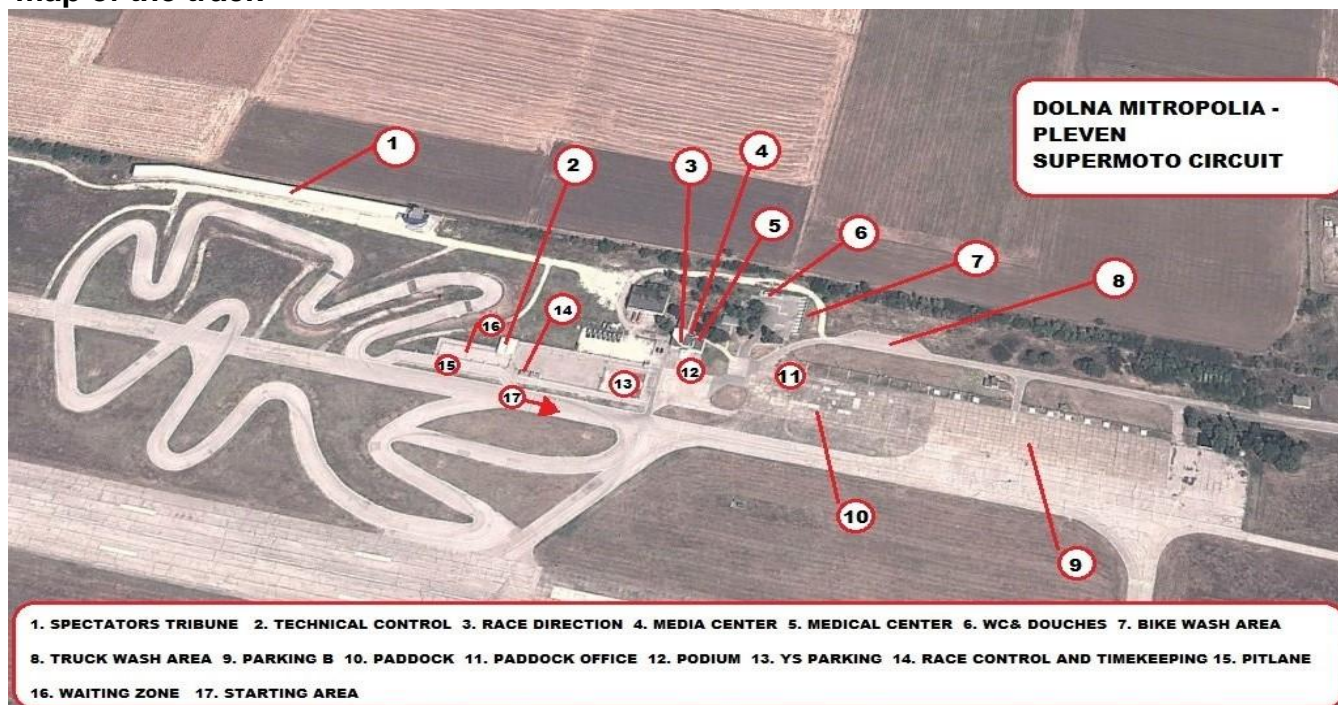 DOLNA MITROPOLIA -
PLEVEN
SUPERMOTO CIRCUIT
1
2
3
4
5
6
7
8
16
14
15
13
12
11
17
10
9
1. SPECTATORS TRIBUNE 2. TECHNICAL CONTROL 3. RACE DIRECTION 4. MEDIA CENTER 5. MEDICAL CENTER 6. WC& DOUCHES 7. BIKE WASH AREA
8. TRUCK WASH AREA 9. PARKING B 10. PADDOCK 11. PADDOCK OFFICE 12. PODIUM 13. YS PARKING 14. RACE CONTROL AND TIMEKEEPING 15. PITLANE
16. WAITING ZONE 17. STARTING AREA